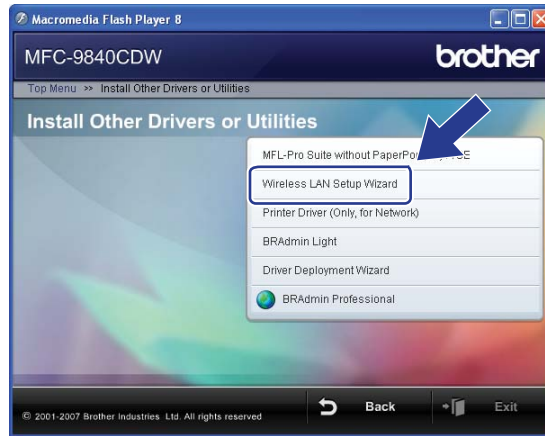 Macromedia Flash Player 8
MFC-9840CDW
brother
Top Menu >> Install Other Drivers or Utilities
Install Other Drivers or Utilities
MFL-Pro Suite without
Wireless LAN Setup Wizard
Printer Driver (Only, for Network)
BRAdmin Light
Driver Deployment Wizard
BRAdmin Professional
© 2001-2007 Brother Industries Ltd. All rights reserved
Back
Exit